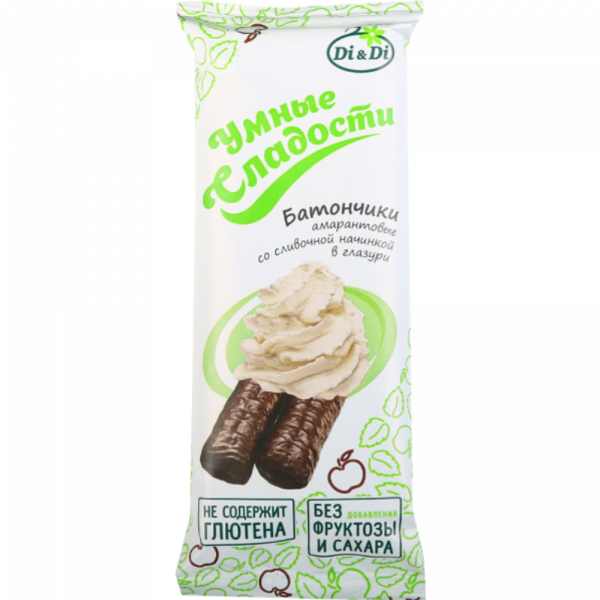 Di & Di
Умные
Сладости
Батончики
амарантовые
со сливочной начинкой
в глазури
НЕ СОДЕРЖИТ
ГЛЮТЕНА
БЕЗ ДОБАВЛЕНИЯ
ФРУКТОЗЫ
И САХАРА